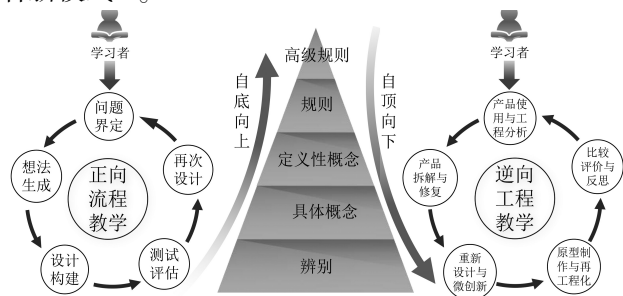 学习者
问题
界定
想法
生成
设计
构建
测试
评估
再次
设计
正向
流程
教学
自底向上
高级规则
规则
定义性概念
具体概念
辨别
自顶向下
学习者
产品使
用与工
程分析
产品
拆解与
修复
重新
设计与
微创新
原型制
作与再
工程化
比较
评价与
反思
逆向
工程
教学